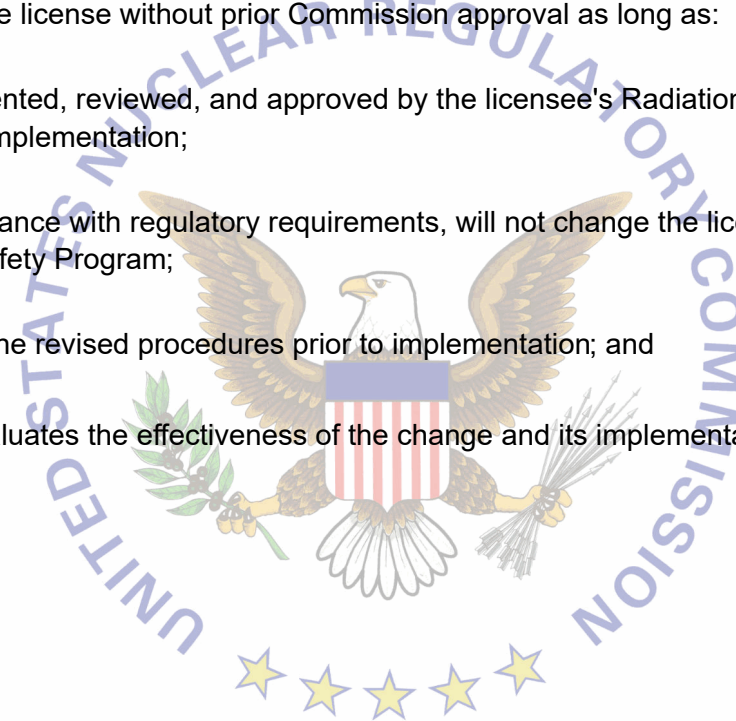 e license without prior Commission approval as long as:
ented, reviewed, and approved by the licensee's Radiation
mplementation;
ance with regulatory requirements, will not change the lic
fety Program;
he revised procedures prior to implementation; and
luates the effectiveness of the change and its implementa
UNITED STATES NUCLEAR REGULATORY COMMISSION